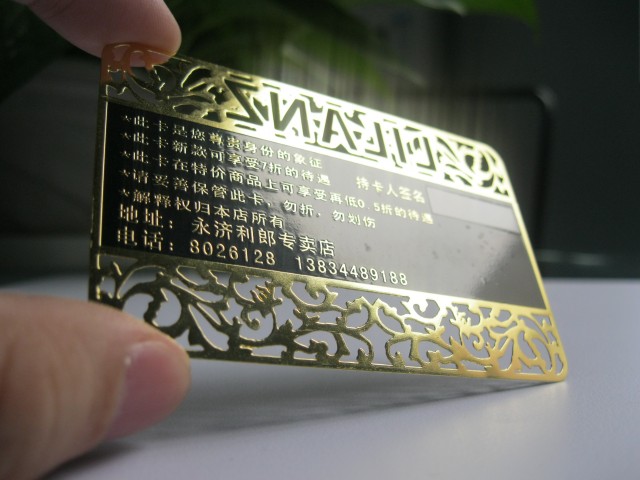 LILANZ
*此卡是您尊贵身份的象征
*此卡新款可享受7折的待遇
持卡人签名
*此卡在特价商品上可享受再低0.5折的待遇
*请妥善保管此卡，勿折，勿划伤
*解释权归本店所有
地址：永济利郎专卖店
电话：8026128 13834489188